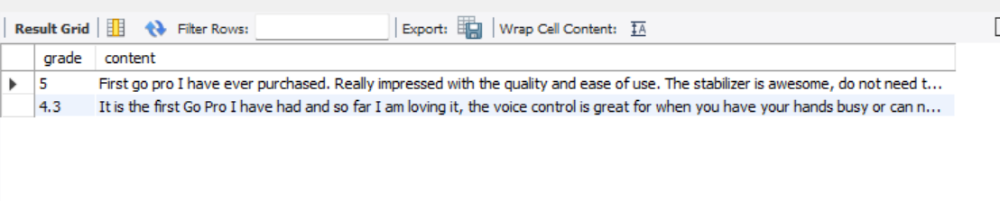 Result Grid Filter Rows: Export: Wrap Cell Content: IA
grade content
5 First go pro I have ever purchased. Really impressed with the quality and ease of use. The stabilizer is awesome, do not need t...
4.3 It is the first Go Pro I have had and so far I am loving it, the voice control is great for when you have your hands busy or can n...